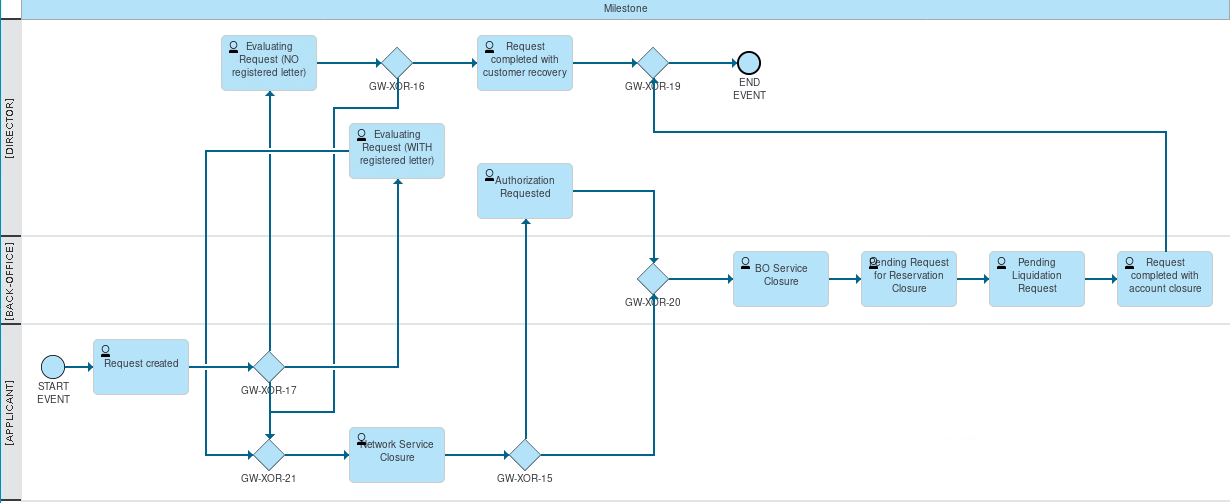 Milestone
[DIRECTOR]
Evaluating
Request (NO
registered letter)
GW-XOR-16
Request
completed with
customer recovery
GW-XOR-19
END
EVENT
Evaluating
Request (WITH
registered letter)
Authorization
Requested
[BACK-OFFICE]
GW-XOR-20
BO Service
Closure
Pending Request
for Reservation
Closure
Pending
Liquidation
Request
Request
completed with
account closure
[APPLICANT]
START
EVENT
Request created
GW-XOR-17
GW-XOR-21
Network Service
Closure
GW-XOR-15